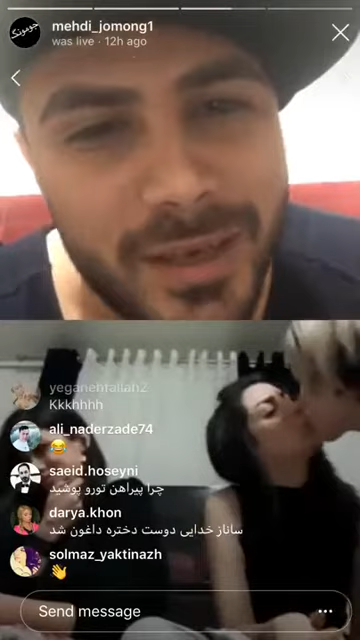 mehdi_jomong1
was live · 12h ago
جومونگ
yeganehfallah2
Kkkhhhh
ali_naderzade74
😂
saeid.hoseyni
چرا پیراهن تورو پوشید
darya.khon
ساناز خدایی دوست دختره داغون شد
solmaz_yaktinazh
👋
Send message